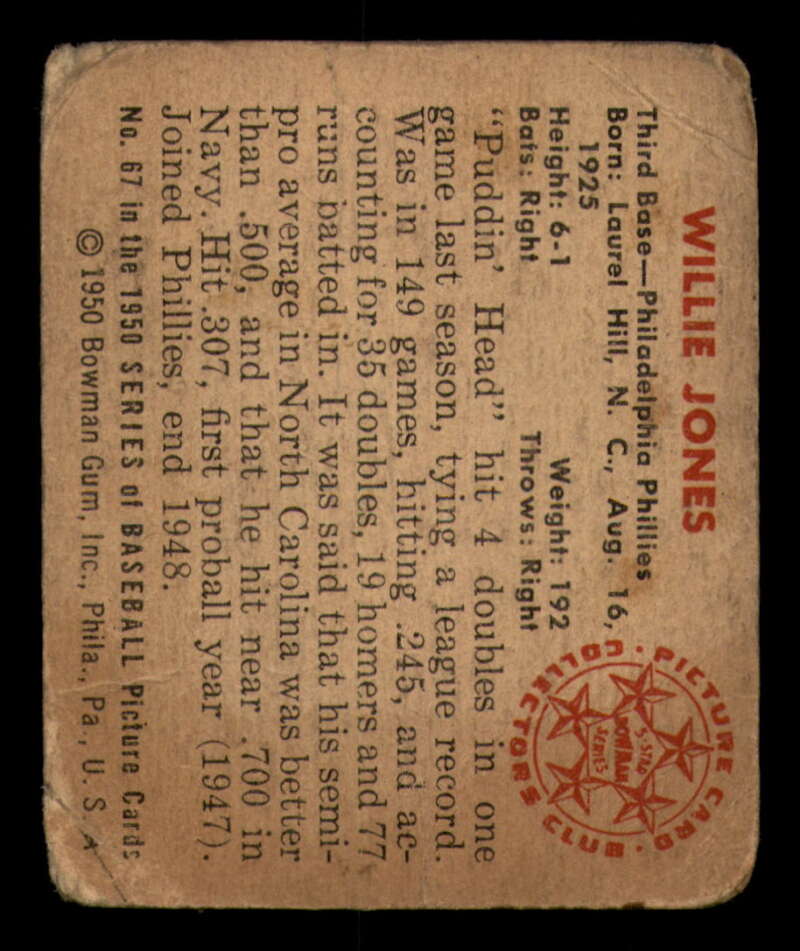 WILLIE JONES
Third Base—Philadelphia Phillies
Born: Laurel Hill, N. C., Aug. 16,
1925
Height: 6-1 Weight: 192
Bats: Right Throws: Right
"Puddin' Head" hit 4 doubles in one
game last season, tying a league record.
Was in 149 games, hitting .245, and ac-
counting for 35 doubles, 19 homers and 77
runs batted in. It was said that his semi-
pro average in North Carolina was better
than .500, and that he hit near .700 in
Navy. Hit .307, first proball year (1947).
Joined Phillies, end 1948.
No. 67 in the 1950 SERIES of BASEBALL Picture Cards
© 1950 Bowman Gum, Inc., Phila., Pa., U. S. A
PICTURE CARD COLLECTORS CLUB
5-STAR
BOWMAN
SERIES